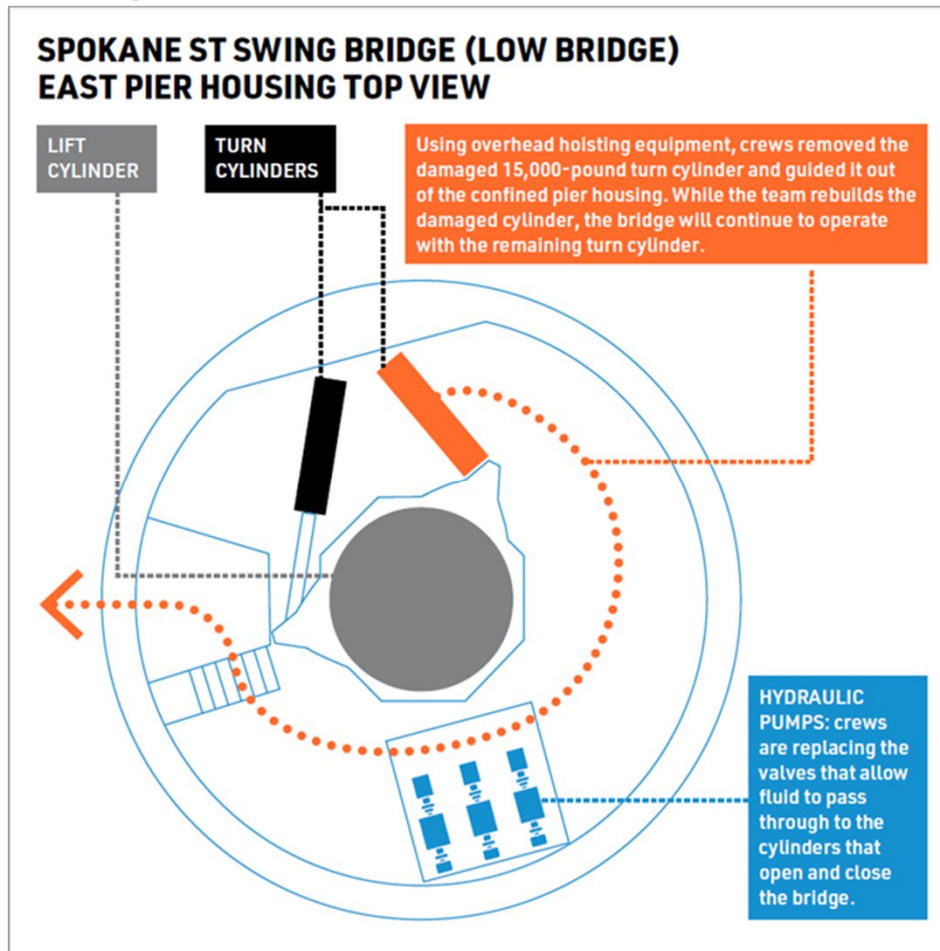 SPOKANE ST SWING BRIDGE (LOW BRIDGE)
EAST PIER HOUSING TOP VIEW
LIFT
CYLINDER
TURN
CYLINDERS
Using overhead hoisting equipment, crews removed the
damaged 15,000-pound turn cylinder and guided it out
of the confined pier housing. While the team rebuilds the
damaged cylinder, the bridge will continue to operate
with the remaining turn cylinder.
HYDRAULIC
PUMPS: crews
are replacing the
valves that allow
fluid to pass
through to the
cylinders that
open and close
the bridge.